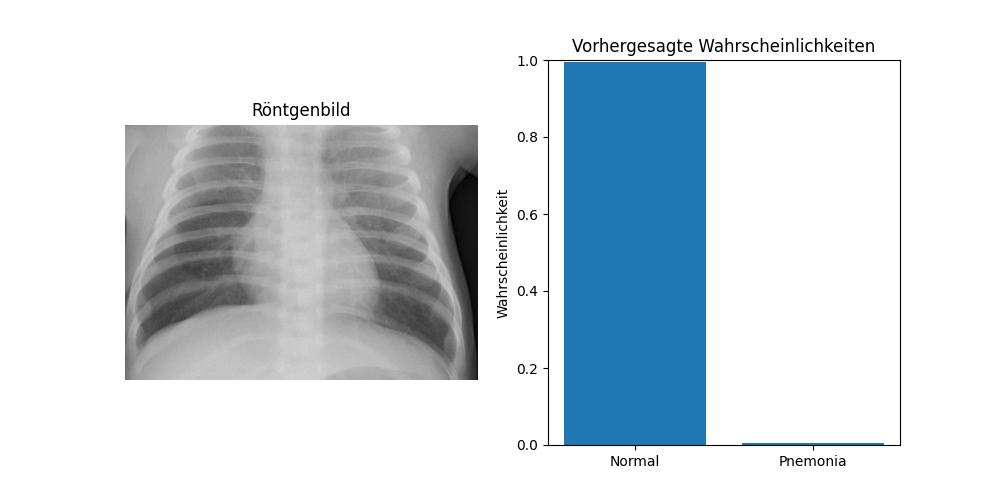 Röntgenbild
Vorhergesagte Wahrscheinlichkeiten
Wahrscheinlichkeit
1.0
0.8
0.6
0.4
0.2
0.0
Normal
Pnemonia